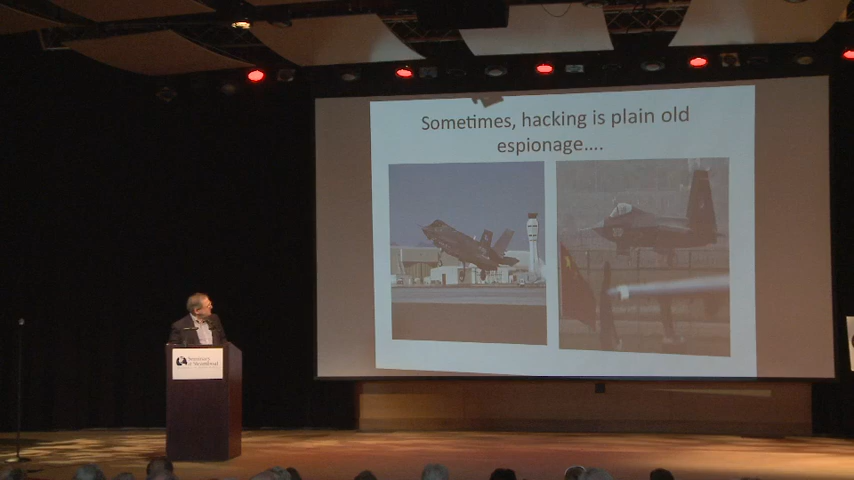 Sometimes, hacking is plain old
espionage....